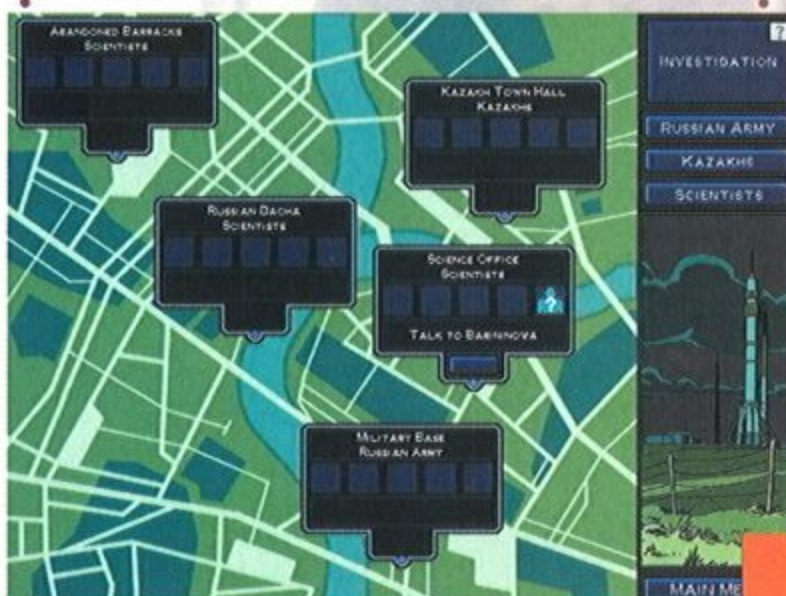 ABANDONED BARRACKS
SCIENTISTS
KAZAKH TOWN HALL
KAZAKHS
RUSSIAN DACHA
SCIENTISTS
SCIENCE OFFICE
SCIENTISTS
?
TALK TO BARININOVA
MILITARY BASE
RUSSIAN ARMY
?
INVESTIGATION
RUSSIAN ARMY
KAZAKHS
SCIENTISTS
MAIN ME